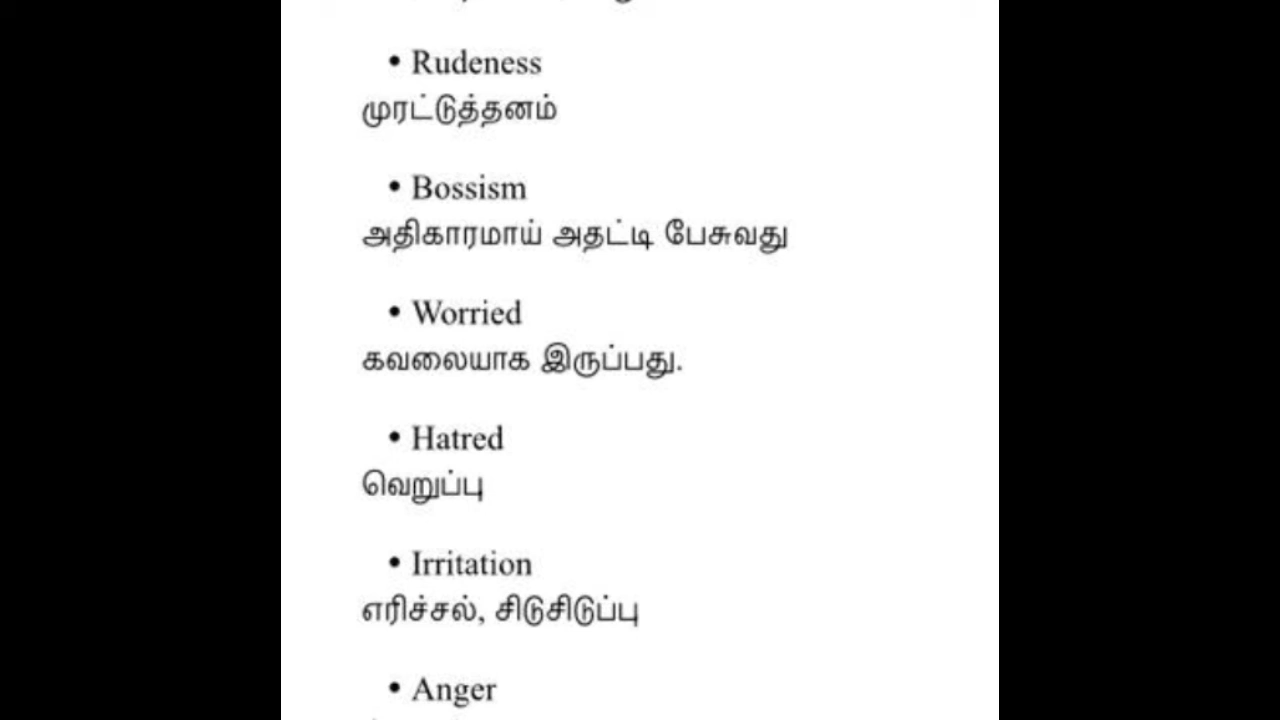 • Rudeness
முரட்டுத்தனம்
• Bossism
அதிகாரமாய் அதட்டி பேசுவது
• Worried
கவலையாக இருப்பது.
• Hatred
வெறுப்பு
• Irritation
எரிச்சல், சிடுசிடுப்பு
• Anger